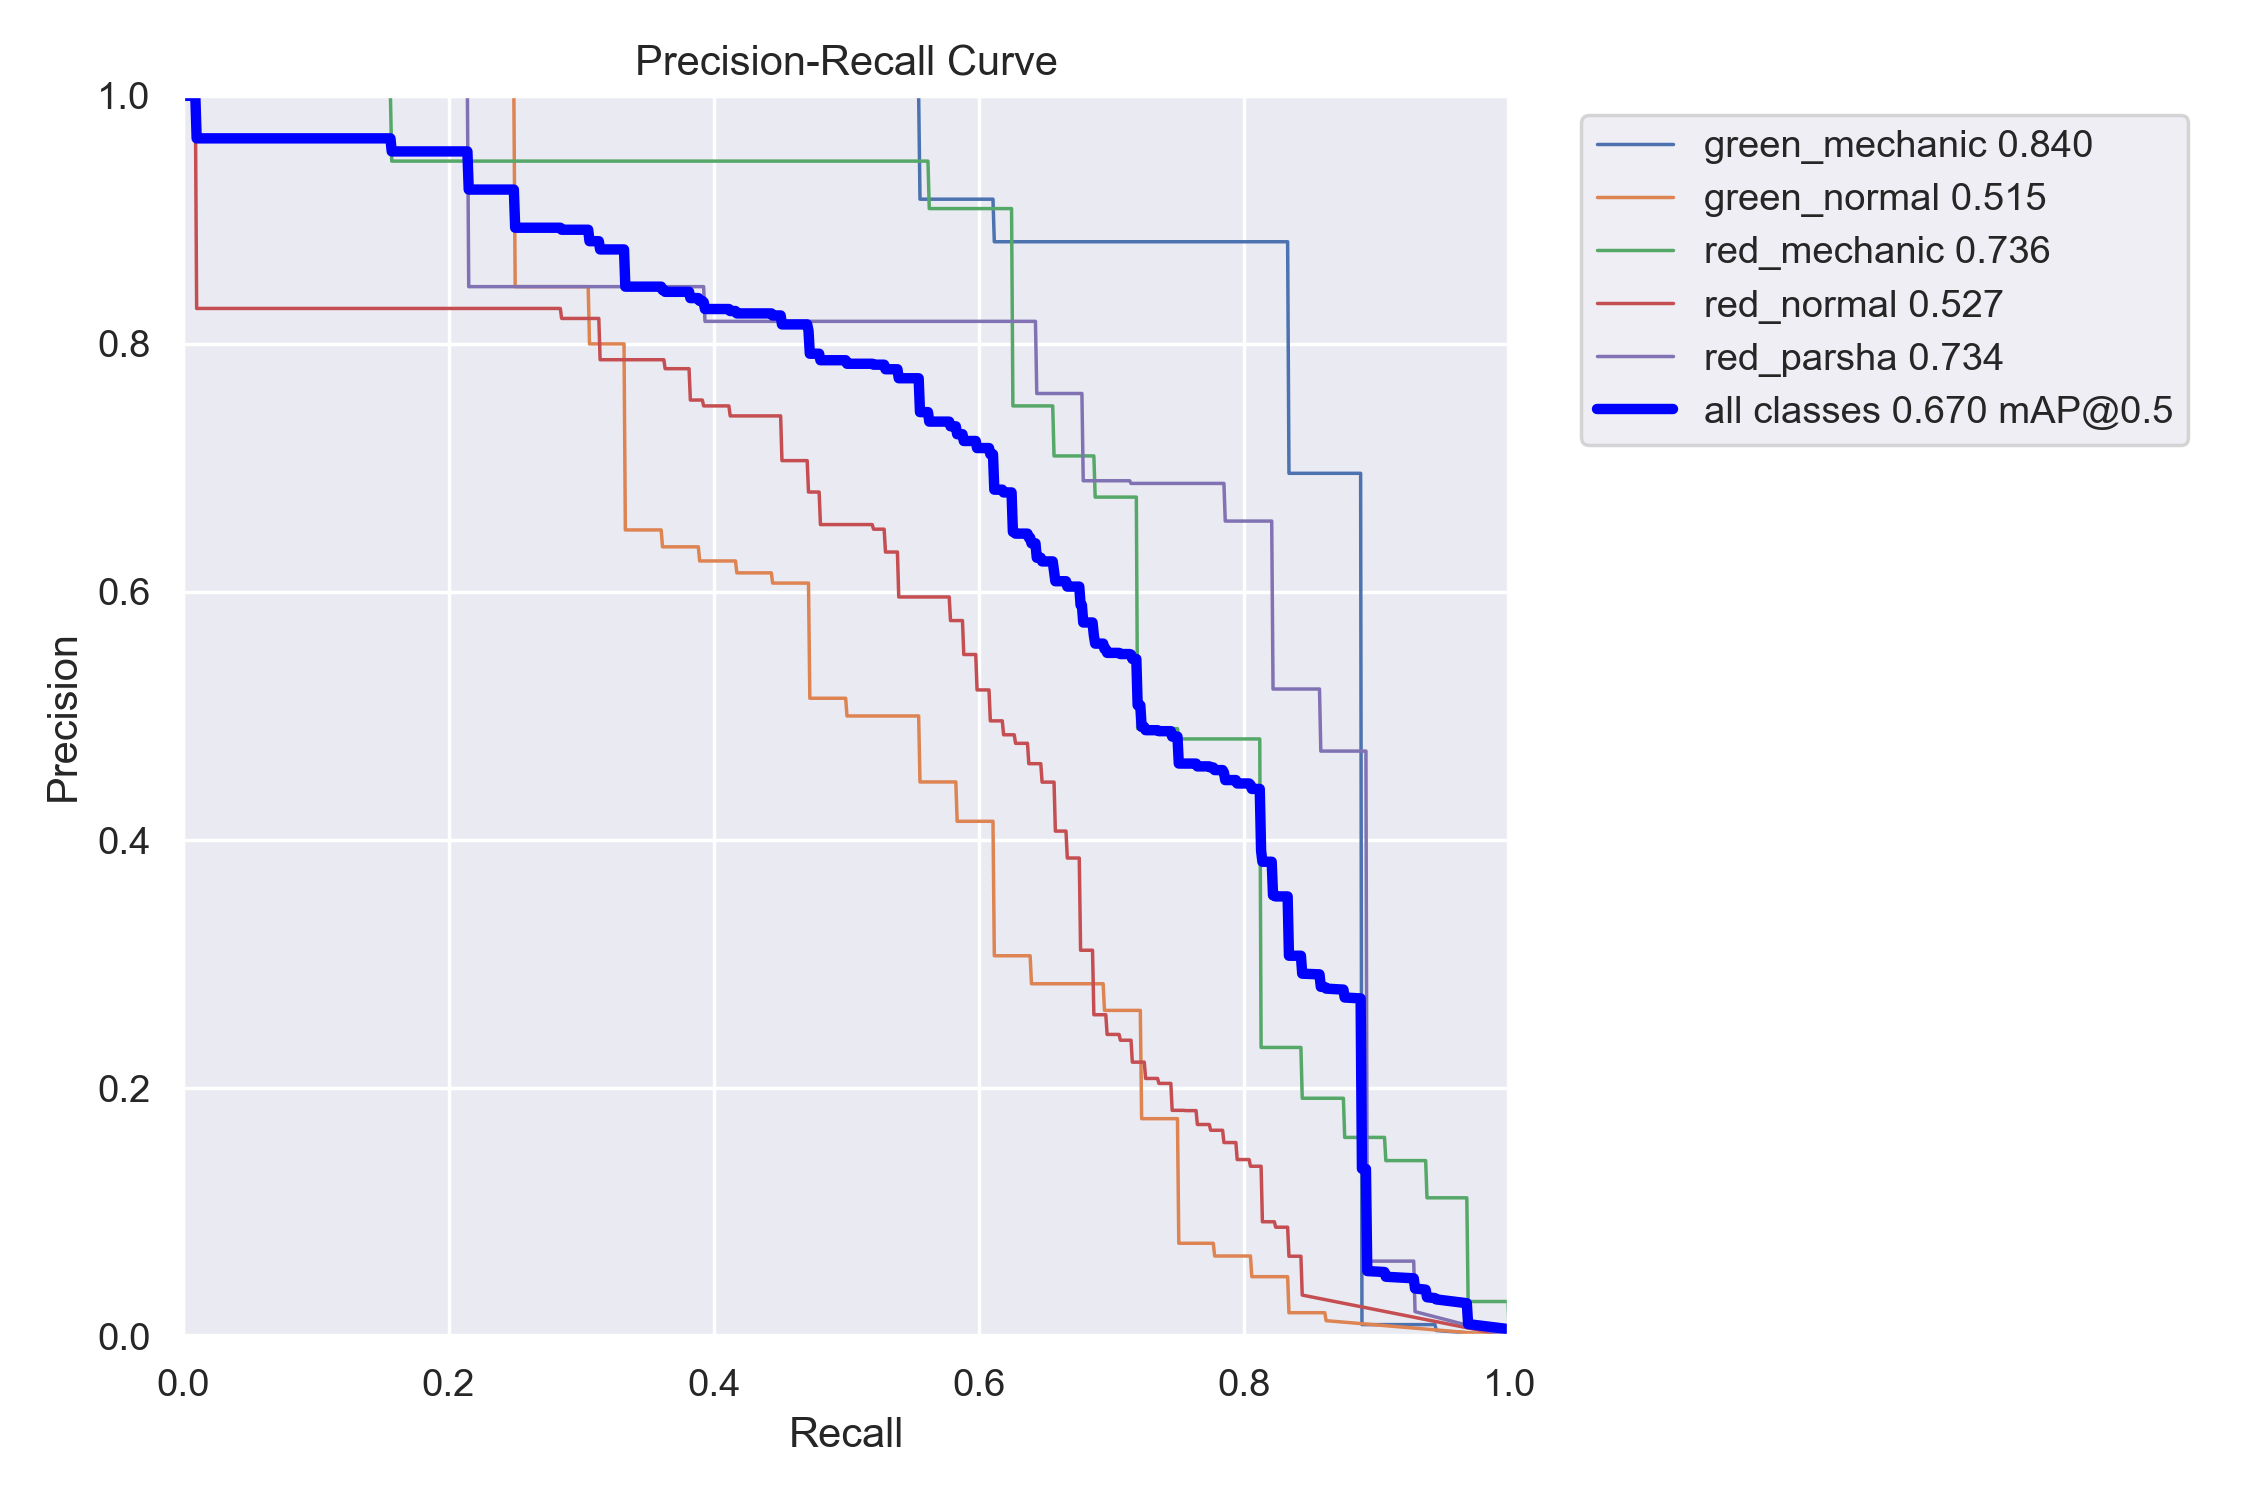 Precision-Recall Curve
1.0
0.8
0.6
0.4
0.2
0.0
Precision
0.0 0.2 0.4 0.6 0.8 1.0
Recall
green_mechanic 0.840
green_normal 0.515
red_mechanic 0.736
red_normal 0.527
red_parsha 0.734
all classes 0.670 mAP@0.5